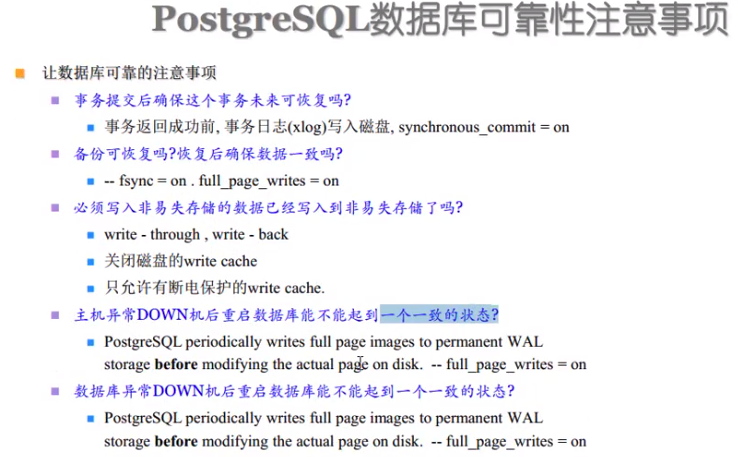 PostgreSQL数据库可靠性注意事项
让数据库可靠的注意事项
事务提交后确保这个事务未来可恢复吗?
事务返回成功前, 事务日志(xlog)写入磁盘, synchronous_commit = on
备份可恢复吗?恢复后确保数据一致吗?
-- fsync = on . full_page_writes = on
必须写入非易失存储的数据已经写入到非易失存储了吗?
write - through , write - back
关闭磁盘的write cache
只允许有断电保护的write cache.
主机异常DOWN机后重启数据库能不能起到一个一致的状态?
PostgreSQL periodically writes full page images to permanent WAL
storage before modifying the actual page on disk. -- full_page_writes = on
数据库异常DOWN机后重启数据库能不能起到一个一致的状态?
PostgreSQL periodically writes full page images to permanent WAL
storage before modifying the actual page on disk. -- full_page_writes = on